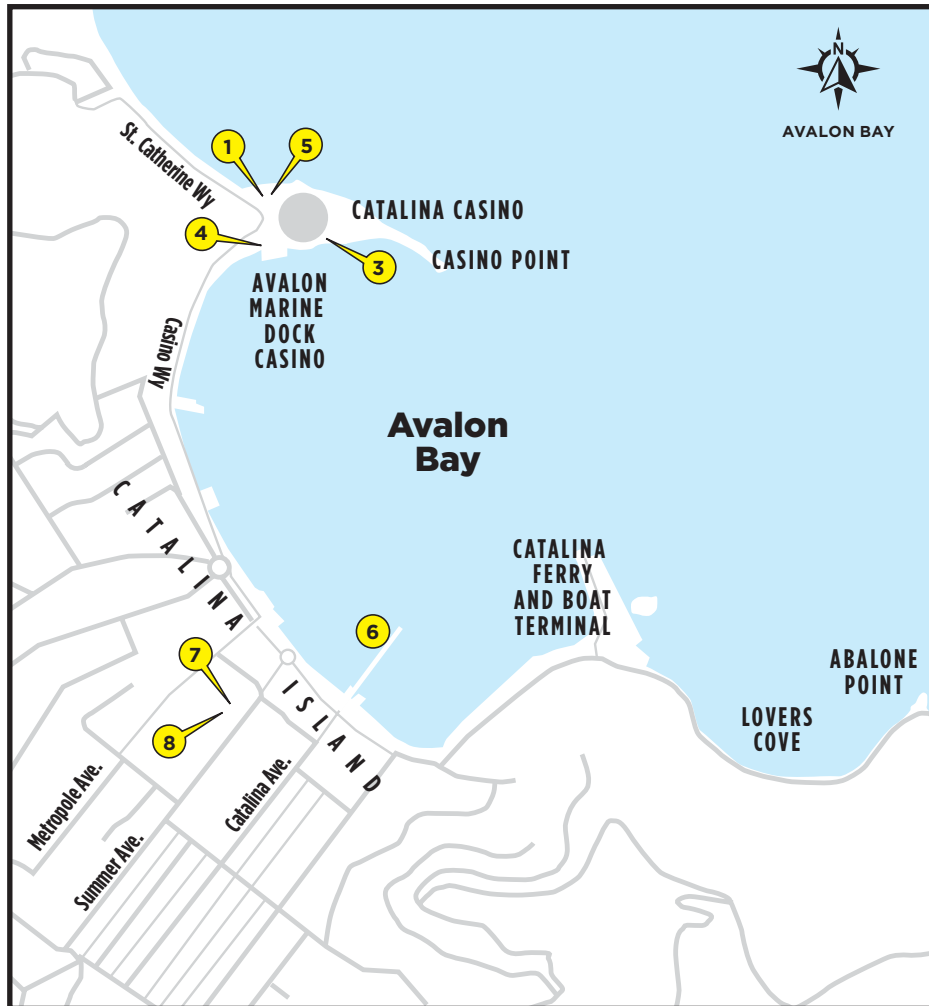 N
AVALON BAY
St. Catherine Wy
1
5
4
3
CATALINA CASINO
CASINO POINT
AVALON
MARINE
DOCK
CASINO
Casino Wy
Avalon
Bay
CATALINA
ISLAND
CATALINA
FERRY
AND BOAT
TERMINAL
6
7
8
ABALONE
POINT
LOVERS
COVE
Metropole Ave.
Summer Ave.
Catalina Ave.